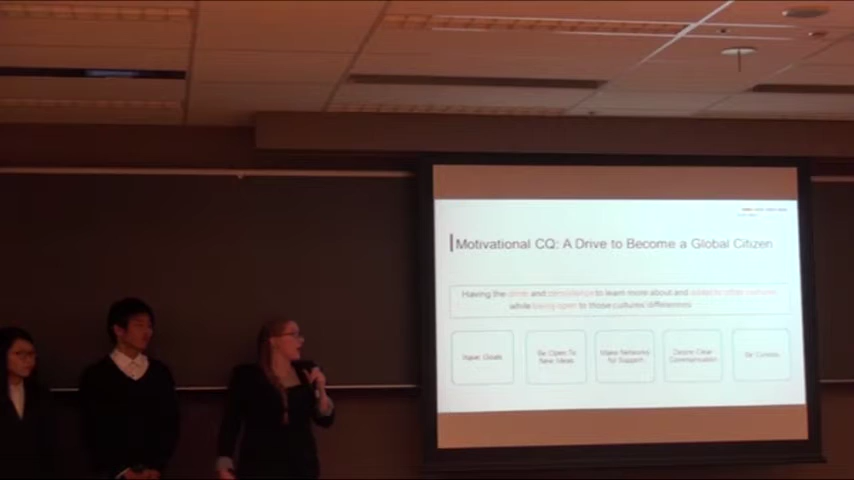 Motivational CQ: A Drive to Become a Global Citizen
Having the drive and persistence to learn more about and adapt to other cultures
while being open to those cultures' differences
Have Goals
Be Open To
New Ideas
Make Networks
for Support
Desire Clear
Communication
Be Curious